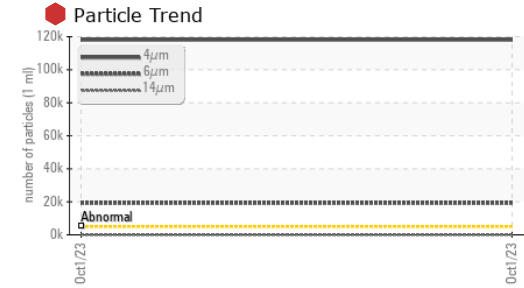 Particle Trend
120k
100k
80k
60k
40k
20k
0k
number of particles (1 ml)
4µm
6µm
14µm
Abnormal
Oct1/23
Oct1/23